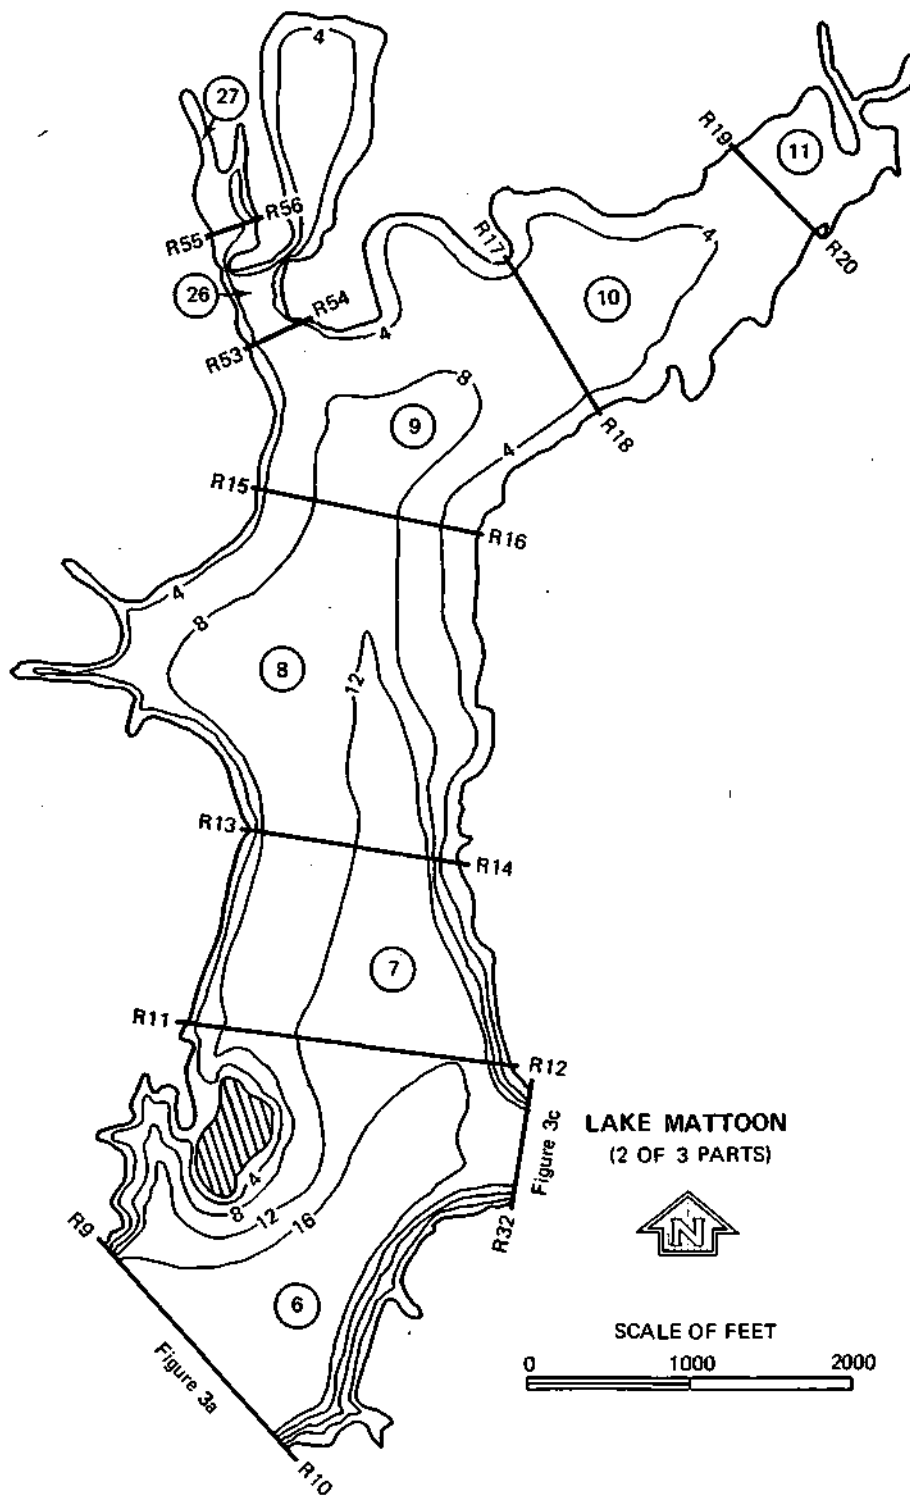 4
27
R19
11
R56
R55
R17
4
R20
26
10
R54
4
R53
8
9
R18
4
R15
R16
4
8
8
12
R13
R14
7
R11
R12
Figure 3c
LAKE MATTOON
(2 OF 3 PARTS)
4
8
12
16
R9
R32
N
6
SCALE OF FEET
0 1000 2000
Figure 3a
R10